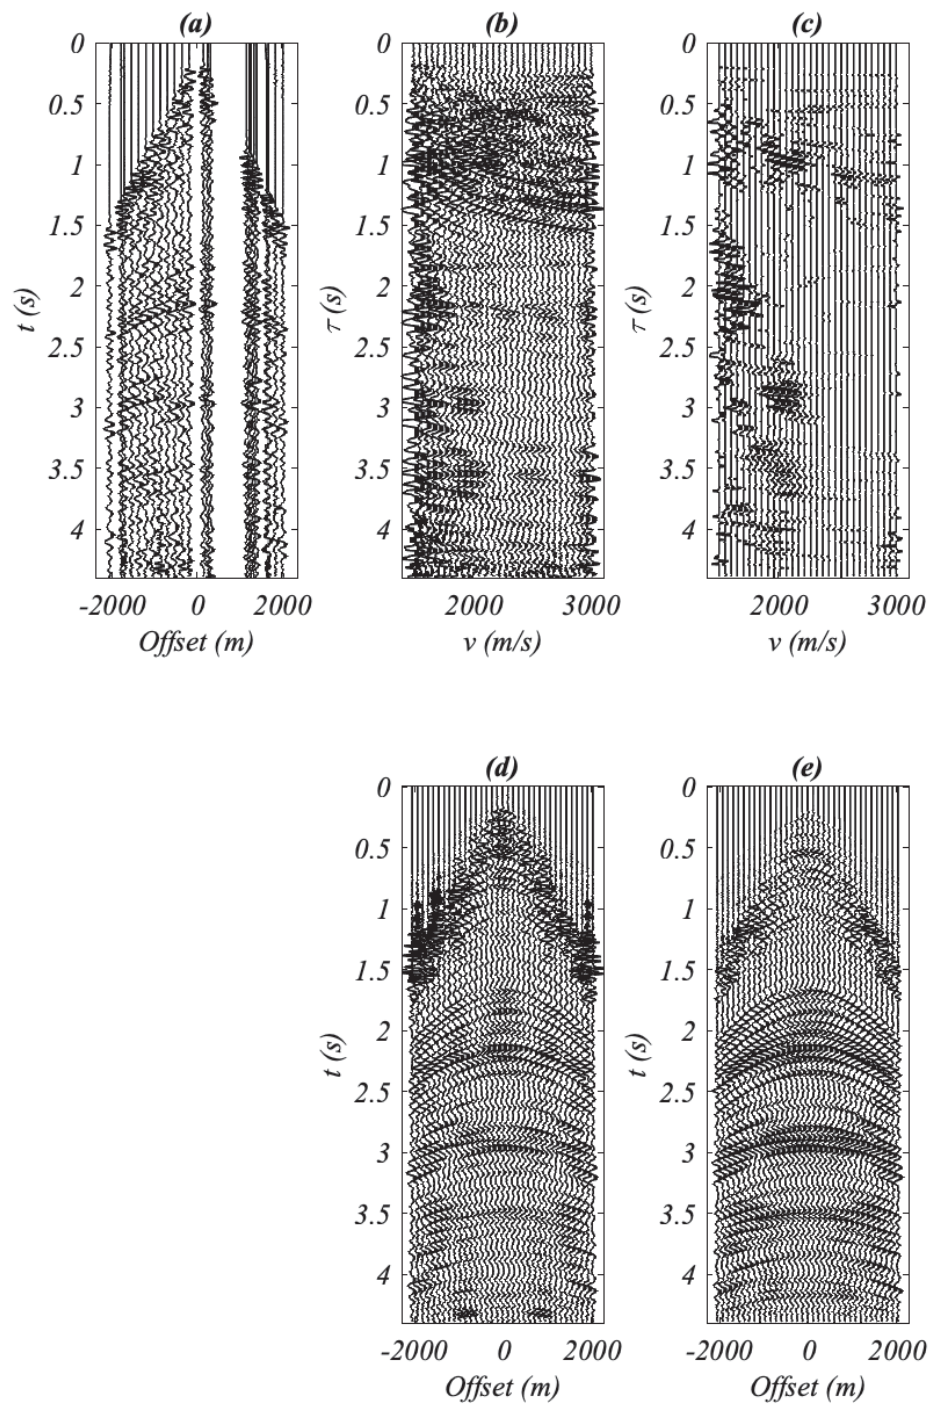 (a) (b) (c)
0 0 0
0.5 0.5 0.5
1 1 1
1.5 1.5 1.5
2 2 2
2.5 2.5 2.5
3 3 3
3.5 3.5 3.5
4 4 4
t (s) τ (s) τ (s)
-2000 0 2000 2000 3000 2000 3000
Offset (m) v (m/s) v (m/s)
(d) (e)
0 0
0.5 0.5
1 1
1.5 1.5
2 2
2.5 2.5
3 3
3.5 3.5
4 4
t (s) t (s)
-2000 0 2000 -2000 0 2000
Offset (m) Offset (m)